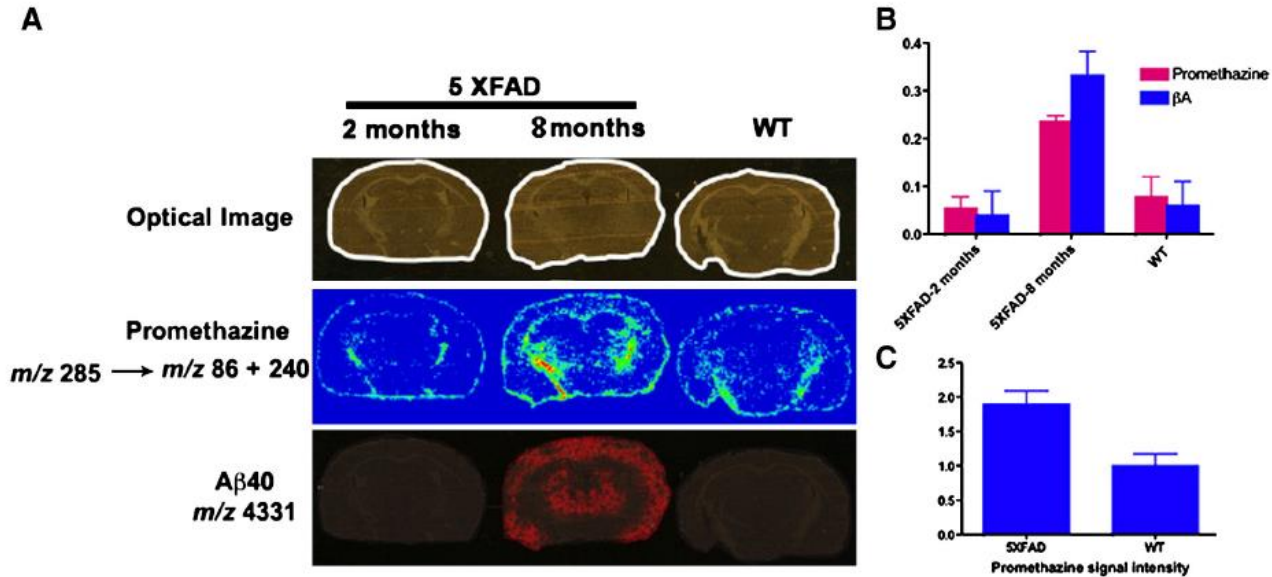 A
5 XFAD
2 months
8 months
WT
Optical Image
Promethazine
m/z 285 → m/z 86 + 240
Aβ40
m/z 4331
B
0.4
0.3
0.2
0.1
0.0
Promethazine
βA
5XFAD-2 months
5XFAD-8 months
WT
C
2.5
2.0
1.5
1.0
0.5
0.0
5XFAD
WT
Promethazine signal intensity